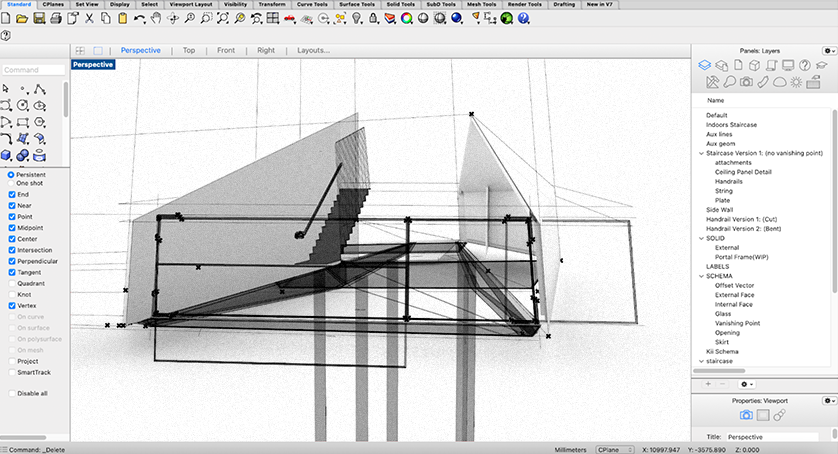 Standard CPlanes Set View Display Select Viewport Layout Visibility Transform Curve Tools Surface Tools Solid Tools SubD Tools Mesh Tools Render Tools Drafting New in V7
Perspective Top Front Right Layouts...
Panels: Layers
Perspective
Command
Name
Default
Indoors Staircase
Aux lines
Aux geom
Staircase Version 1: (no vanishing point)
attachments
Ceiling Panel Detail
Handrails
String
Plate
Side Wall
Handrail Version 1: (Cut)
Handrail Version 2: (Bent)
SOLID
External
Portal Frame(WIP)
LABELS
SCHEMA
Offset Vector
External Face
Internal Face
Glass
Vanishing Point
Opening
Skirt
Kii Schema
staircase
Persistent
One shot
End
Near
Point
Midpoint
Center
Intersection
Perpendicular
Tangent
Quadrant
Knot
Vertex
On curve
On surface
On polysurface
On mesh
Project
SmartTrack
Disable all
Properties: Viewport
Title: Perspective
Command: _Delete
Millimeters CPlane X: 10997.947 Y: -3575.890 Z: 0.000